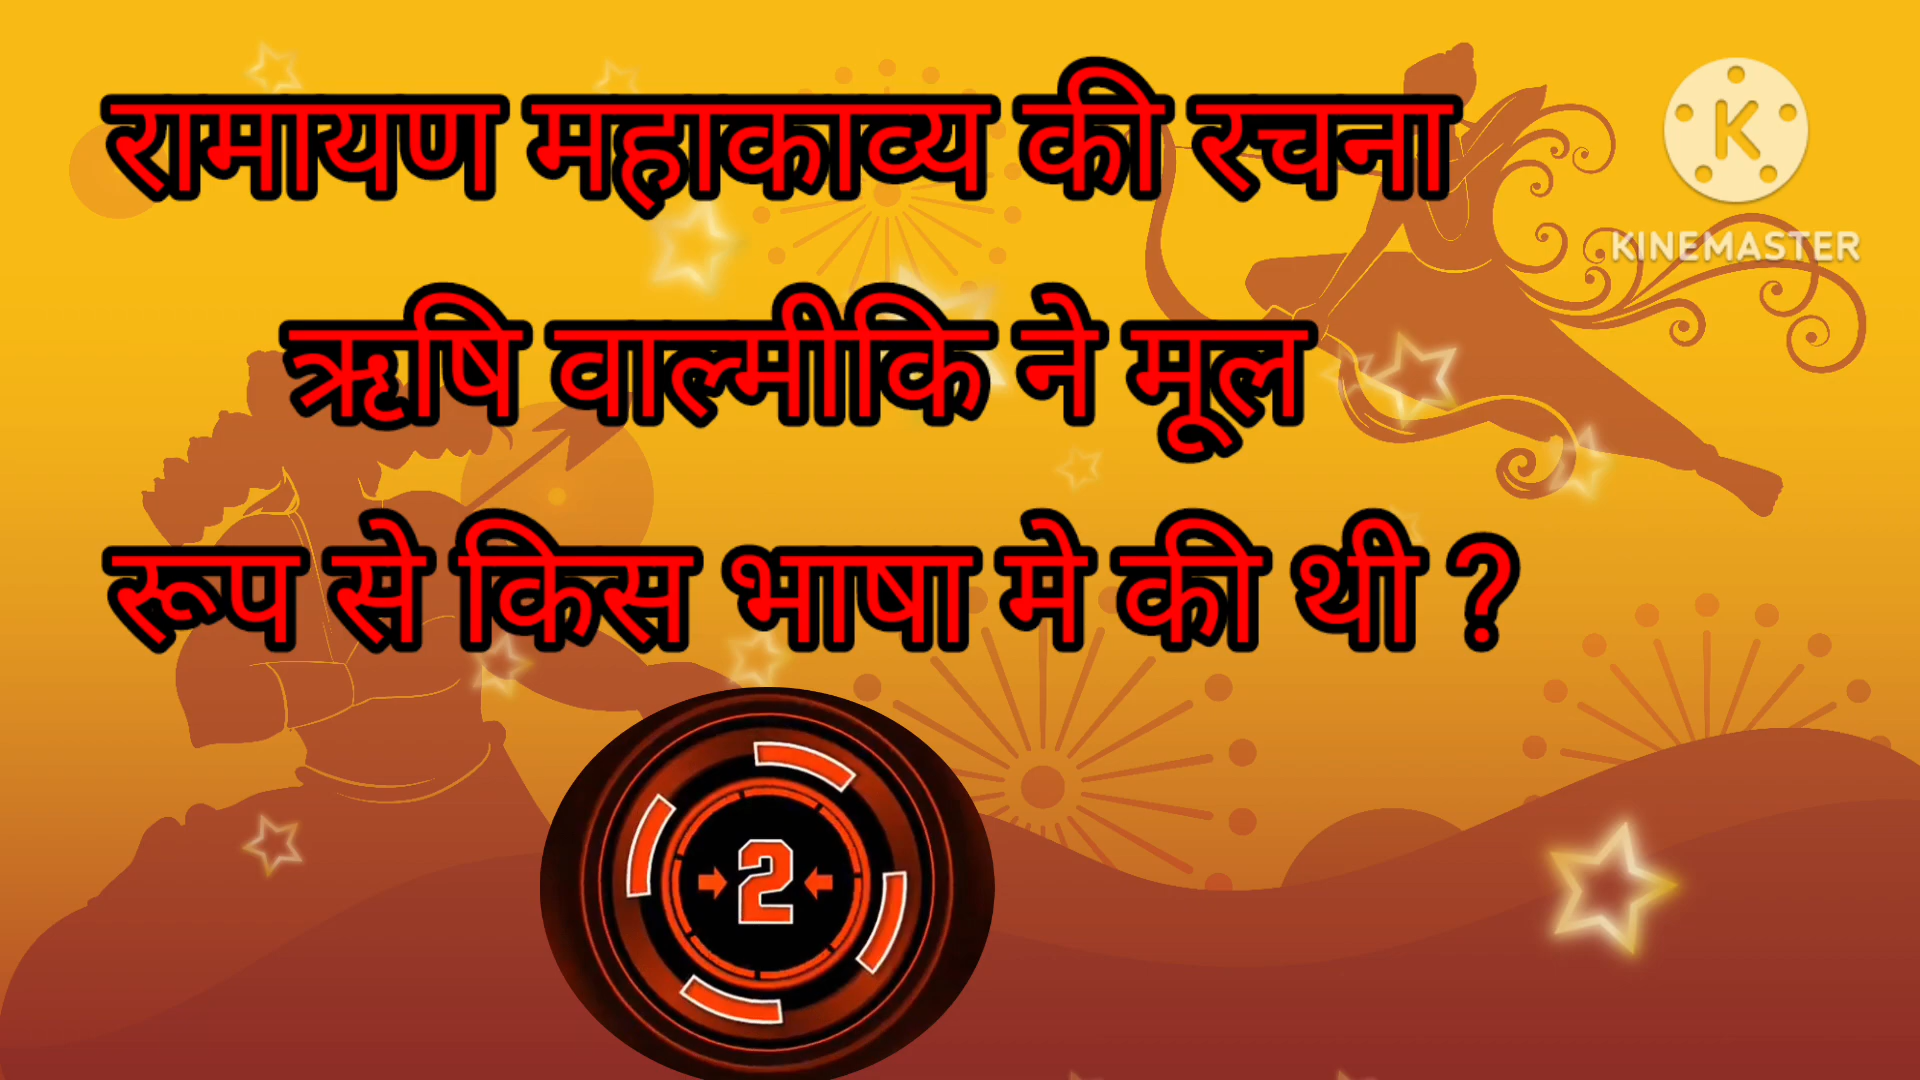 रामायण महाकाव्य की रचना
ऋषि वाल्मीकि ने मूल
रूप से किस भाषा मे की थी ?
K
KINEMASTER
2